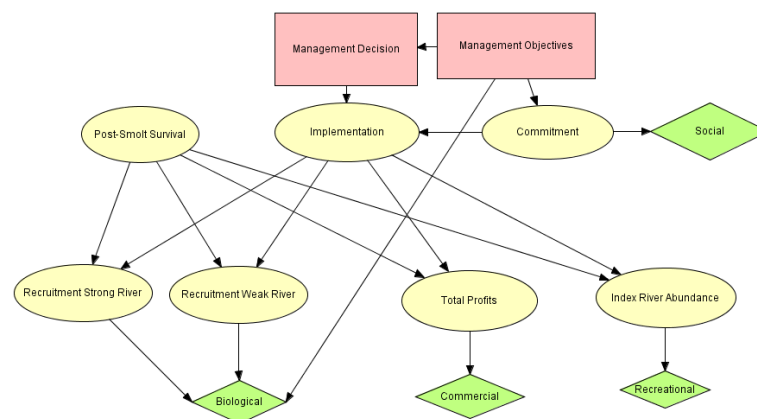 Management Decision
Management Objectives
Post-Smolt Survival
Implementation
Commitment
Social
Recruitment Strong River
Recruitment Weak River
Total Profits
Index River Abundance
Biological
Commercial
Recreational